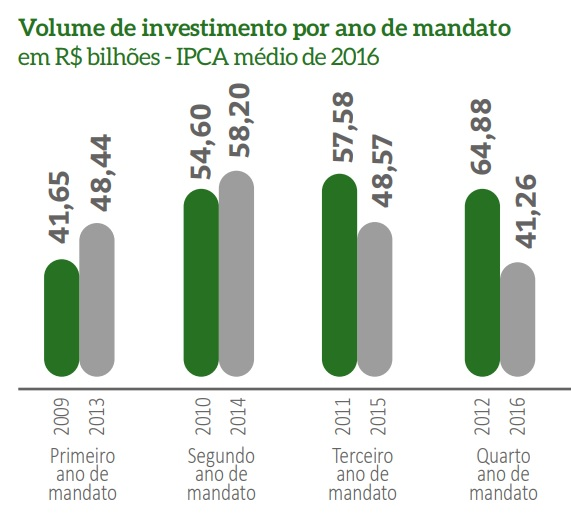 Volume de investimento por ano de mandato
em R$ bilhões - IPCA médio de 2016
41,65
48,44
54,60
58,20
57,58
48,57
64,88
41,26
2009
2013
2010
2014
2011
2015
2012
2016
Primeiro
ano de
mandato
Segundo
ano de
mandato
Terceiro
ano de
mandato
Quarto
ano de
mandato